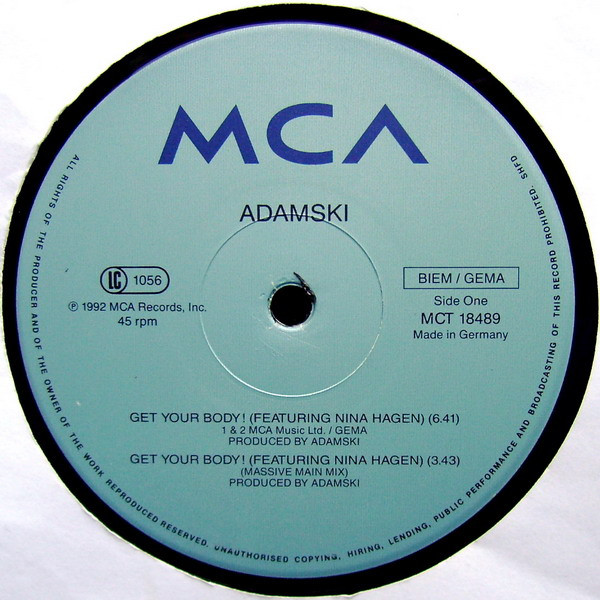 MCA
ADAMSKI
LC 1056
℗ 1992 MCA Records, Inc.
45 rpm
BIEM / GEMA
Side One
MCT 18489
Made in Germany
GET YOUR BODY! (FEATURING NINA HAGEN) (6.41)
1 & 2 MCA Music Ltd. / GEMA
PRODUCED BY ADAMSKI
GET YOUR BODY! (FEATURING NINA HAGEN) (3.43)
(MASSIVE MAIN MIX)
PRODUCED BY ADAMSKI
ALL RIGHTS OF THE PRODUCER AND OF THE OWNER OF THE WORK REPRODUCED RESERVED. UNAUTHORISED COPYING, HIRING, LENDING, PUBLIC PERFORMANCE AND BROADCASTING OF THIS RECORD PROHIBITED. SHFD